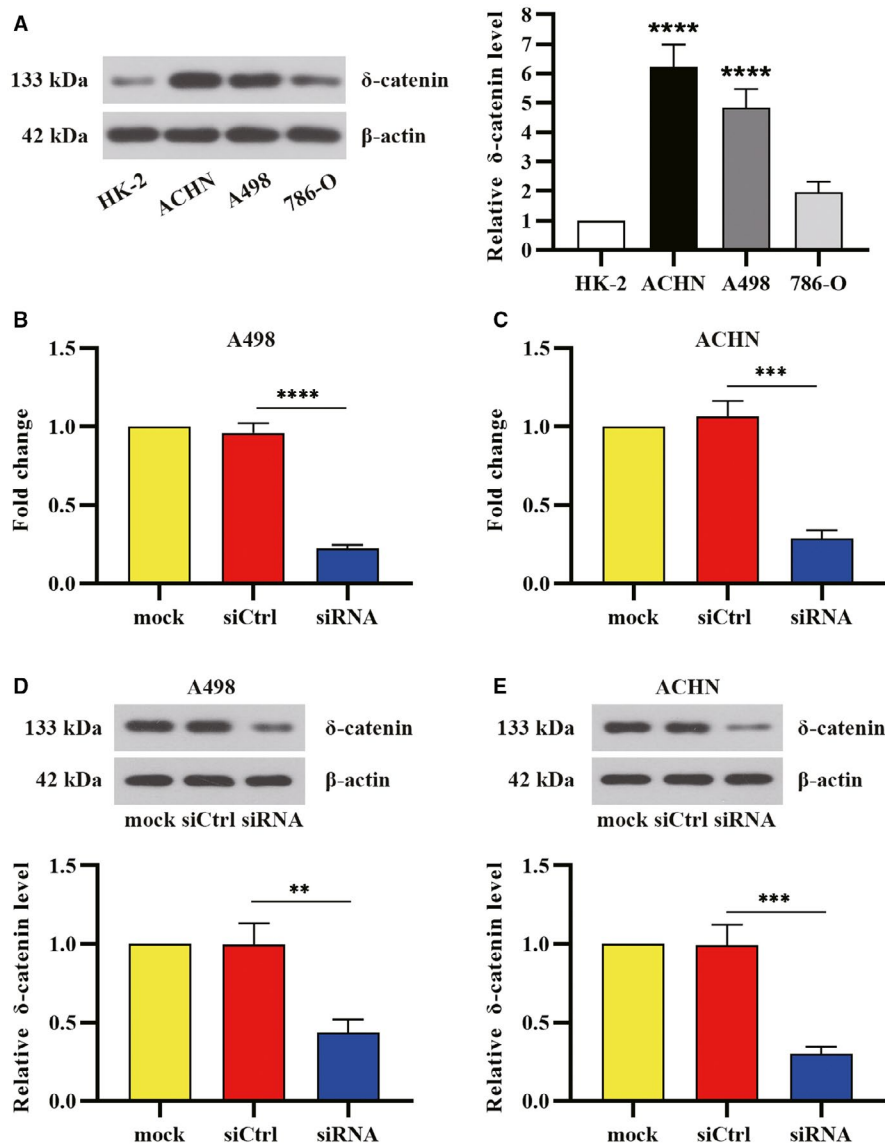 A
133 kDa
δ-catenin
42 kDa
β-actin
HK-2
ACHN
A498
786-O
Relative δ-catenin level
8
7
6
5
4
3
2
1
0
****
****
HK-2 ACHN A498 786-O
B
A498
Fold change
1.5
1.0
0.5
0.0
****
mock siCtrl siRNA
C
ACHN
Fold change
1.5
1.0
0.5
0.0
***
mock siCtrl siRNA
D
A498
133 kDa
δ-catenin
42 kDa
β-actin
mock siCtrl siRNA
Relative δ-catenin level
1.5
1.0
0.5
0.0
**
mock siCtrl siRNA
E
ACHN
133 kDa
δ-catenin
42 kDa
β-actin
mock siCtrl siRNA
Relative δ-catenin level
1.5
1.0
0.5
0.0
***
mock siCtrl siRNA